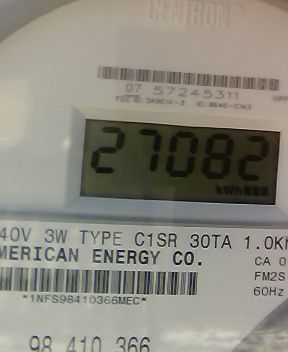 CENTRON®
07 57245311
27082
kWh
40V 3W TYPE C1SR 30TA 1.0K
MERICAN ENERGY CO.
CA 0
FM2S
60Hz
*1NFS98410366MEC*
98 410 366